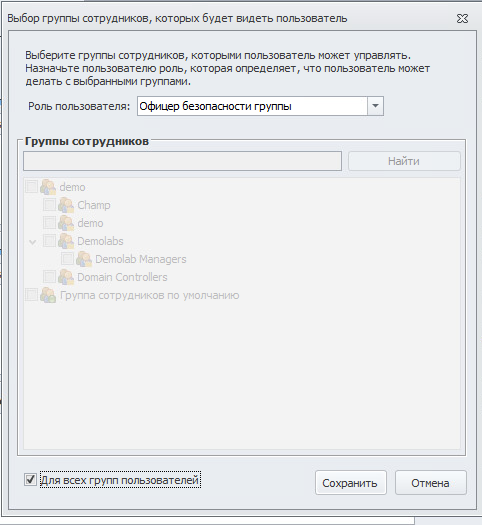 Выбор группы сотрудников, которых будет видеть пользователь
Выберите группы сотрудников, которыми пользователь может управлять.
Назначьте пользователю роль, которая определяет, что пользователь может
делать с выбранными группами.
Роль пользователя: Офицер безопасности группы
Группы сотрудников
Найти
demo
Champ
demo
Demolabs
Demolab Managers
Domain Controllers
Группа сотрудников по умолчанию
Для всех групп пользователей
Сохранить
Отмена